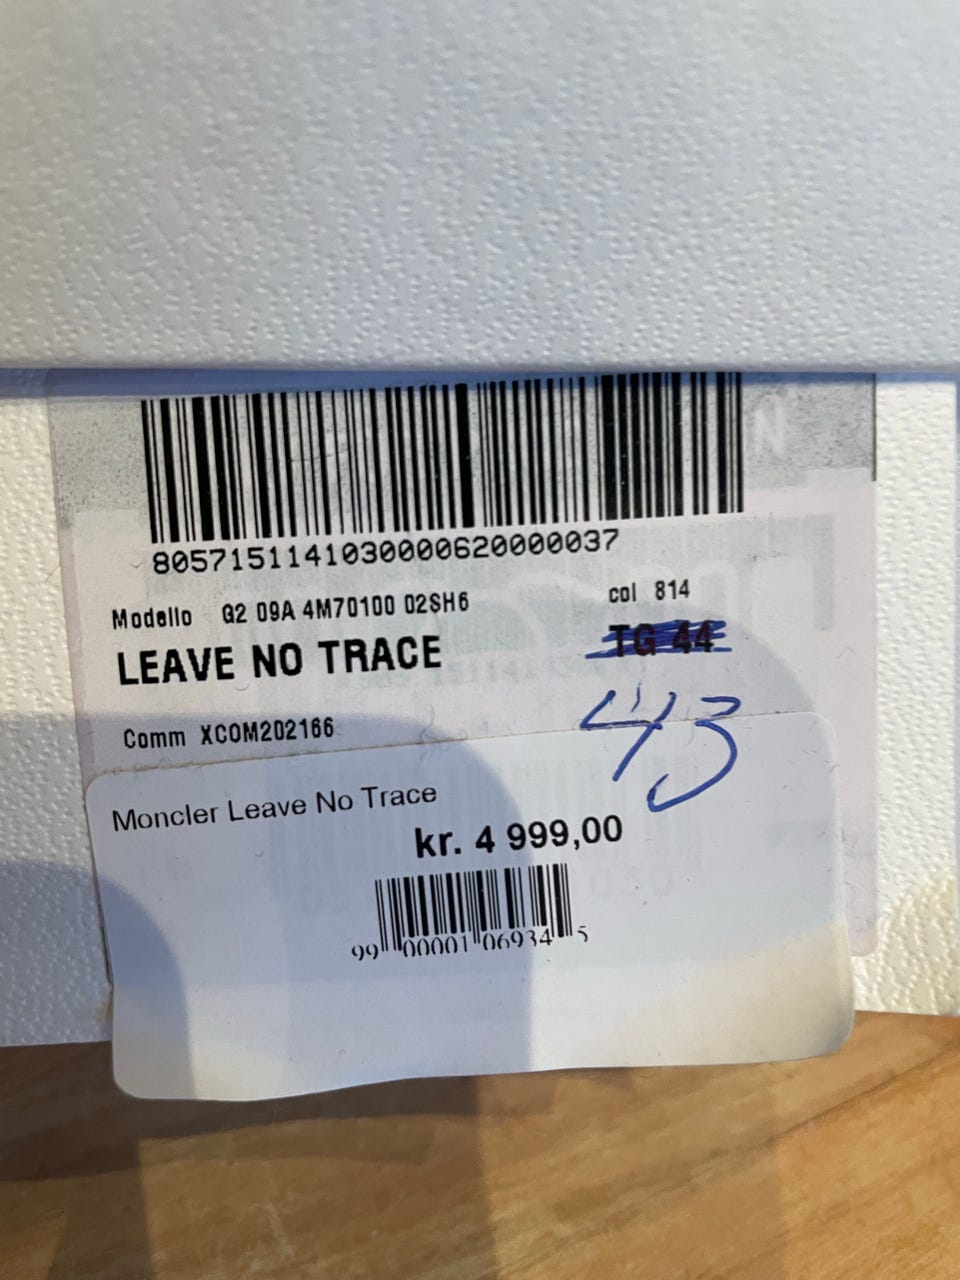 8057151141030000620000037
Modello G2 09A 4M70100 02SH6 col 814
LEAVE NO TRACE TG 44
43
Comm XCOM202166
Moncler Leave No Trace
kr. 4 999,00
99 00001 06934 5